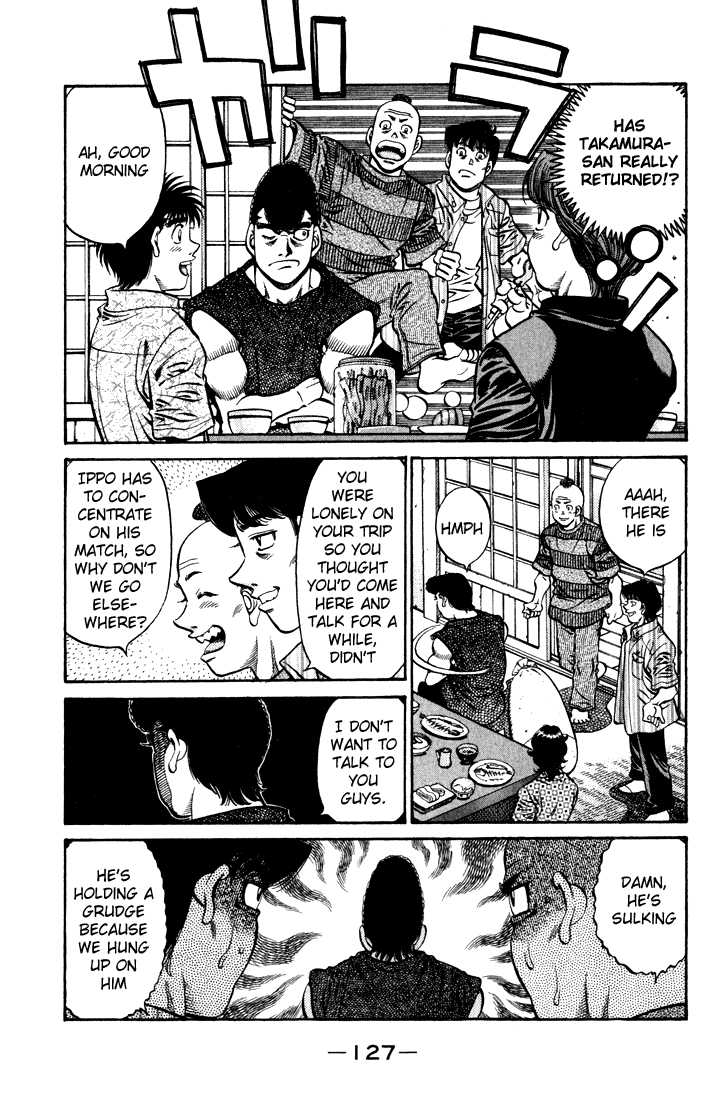 ガラッ
HAS
TAKAMURA-
SAN REALLY
RETURNED!?
AH, GOOD
MORNING
AAAH,
THERE
HE IS
HMPH
YOU
WERE
LONELY ON
YOUR TRIP
SO YOU
THOUGHT
YOU'D COME
HERE AND
TALK FOR A
WHILE,
DIDN'T
IPPO HAS
TO CON-
CENTRATE
ON HIS
MATCH, SO
WHY DON'T
WE GO
ELSE-
WHERE?
I DON'T
WANT TO
TALK TO
YOU
GUYS.
DAMN,
HE'S
SULKING
HE'S
HOLDING A
GRUDGE
BECAUSE
WE HUNG
UP ON
HIM
—127—